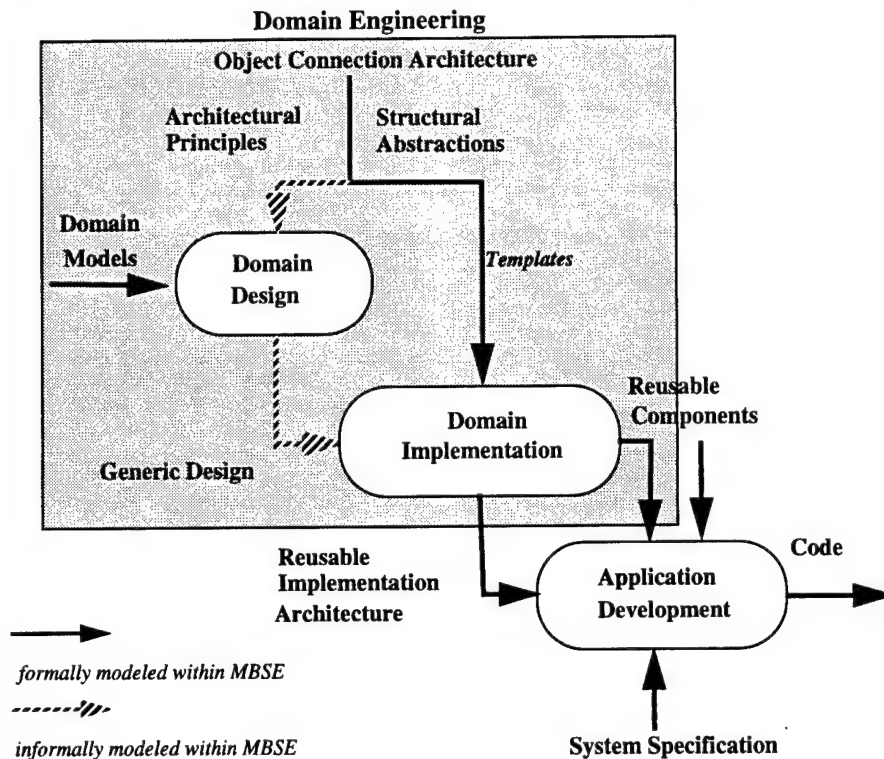 Domain Engineering
Object Connection Architecture
Architectural
Principles
Structural
Abstractions
Domain
Models
Domain
Design
Templates
Reusable
Components
Domain
Implementation
Generic Design
Reusable
Implementation
Architecture
Application
Development
Code
formally modeled within MBSE
informally modeled within MBSE
System Specification